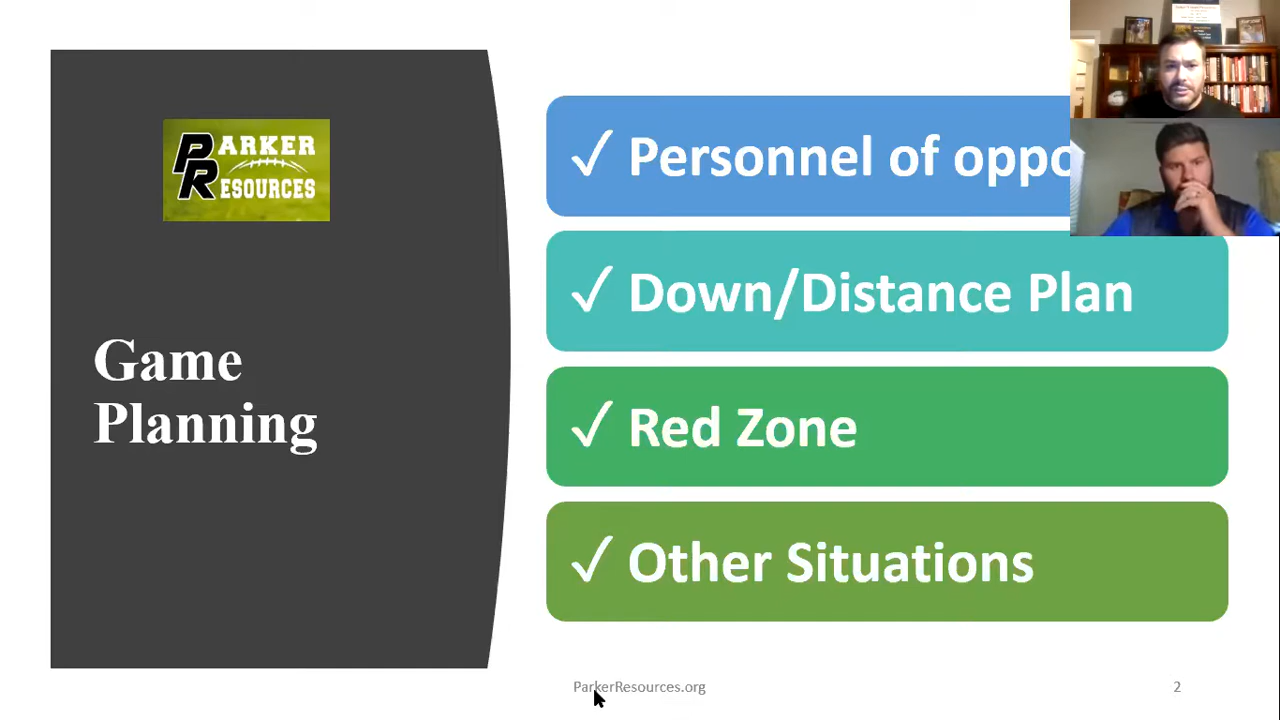 PARKER
RESOURCES
Game
Planning
✓ Personnel of oppo
✓ Down/Distance Plan
✓ Red Zone
✓ Other Situations
ParkerResources.org
2